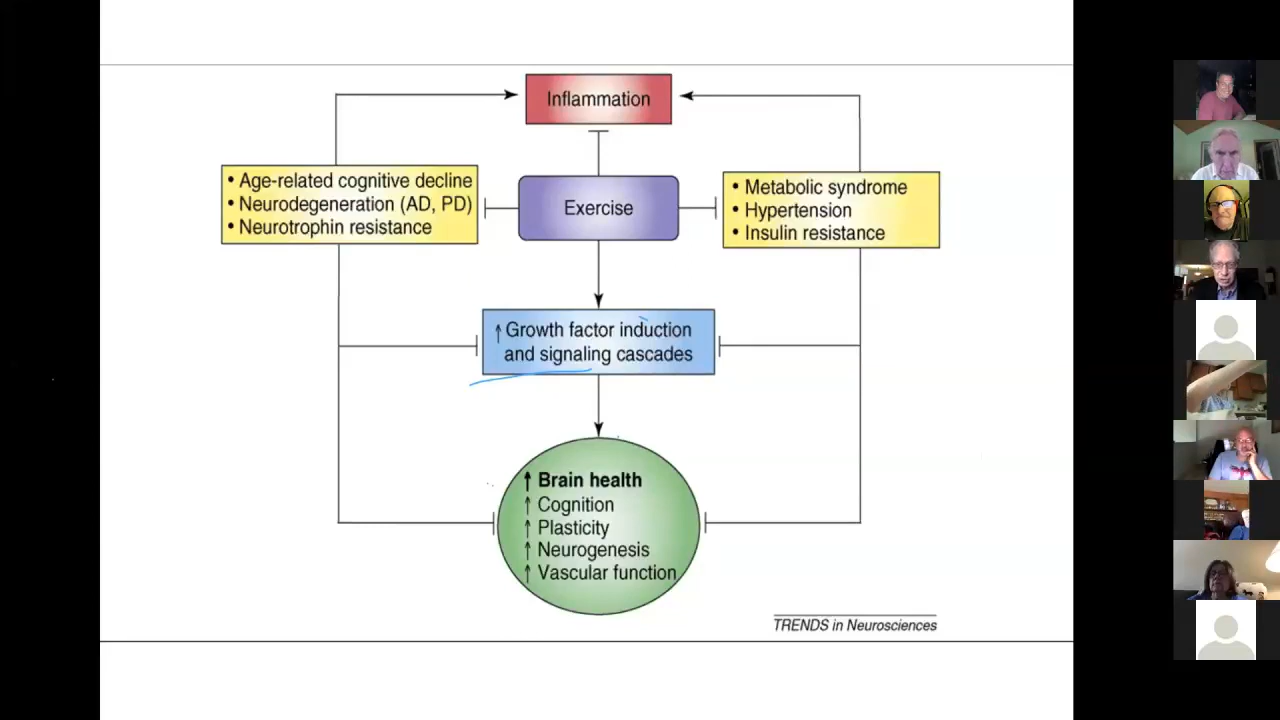 Inflammation
• Age-related cognitive decline
• Neurodegeneration (AD, PD)
• Neurotrophin resistance
Exercise
• Metabolic syndrome
• Hypertension
• Insulin resistance
↑ Growth factor induction
and signaling cascades
↑ Brain health
↑ Cognition
↑ Plasticity
↑ Neurogenesis
↑ Vascular function
TRENDS in Neurosciences